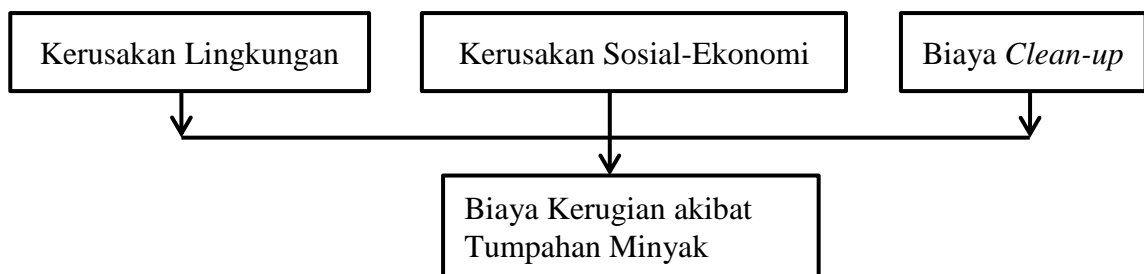 Kerusakan Lingkungan
Kerusakan Sosial-Ekonomi
Biaya Clean-up
Biaya Kerugian akibat
Tumpahan Minyak